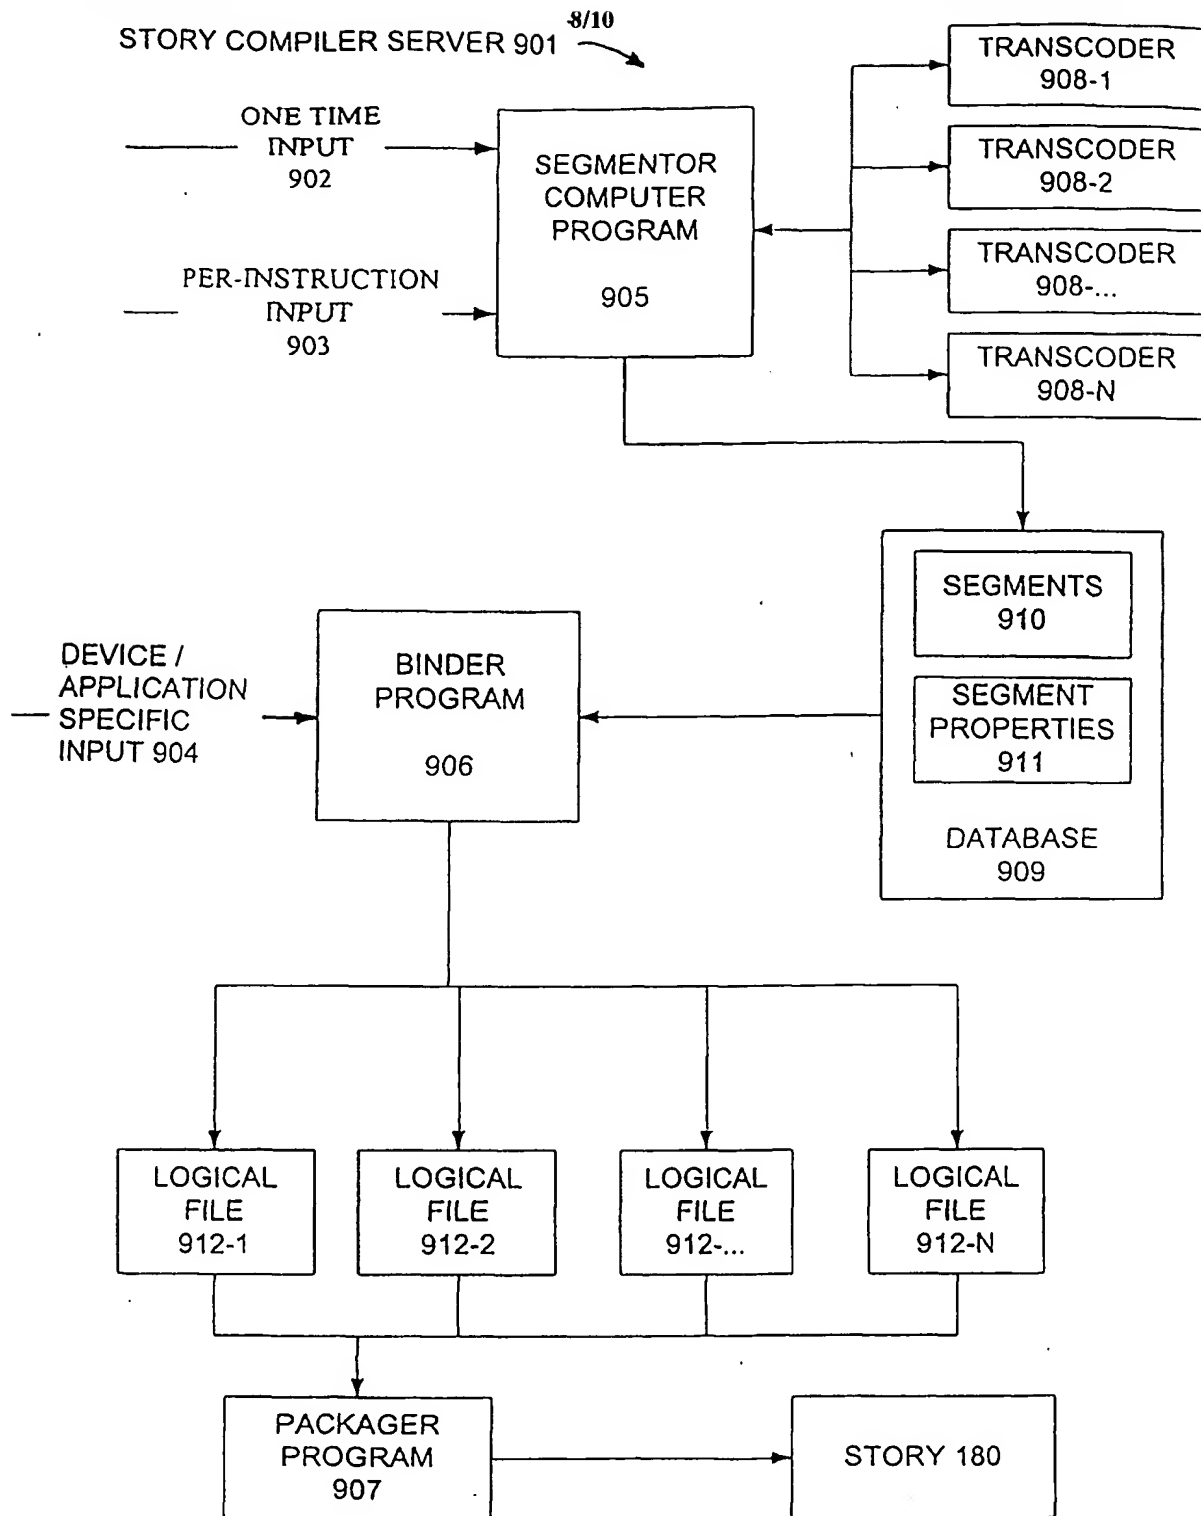 8/10
STORY COMPILER SERVER 901
ONE TIME
INPUT
902
PER-INSTRUCTION
INPUT
903
SEGMENTOR
COMPUTER
PROGRAM
905
TRANSCODER
908-1
TRANSCODER
908-2
TRANSCODER
908-...
TRANSCODER
908-N
SEGMENTS
910
SEGMENT
PROPERTIES
911
DATABASE
909
DEVICE /
APPLICATION
SPECIFIC
INPUT 904
BINDER
PROGRAM
906
LOGICAL
FILE
912-1
LOGICAL
FILE
912-2
LOGICAL
FILE
912-...
LOGICAL
FILE
912-N
PACKAGER
PROGRAM
907
STORY 180